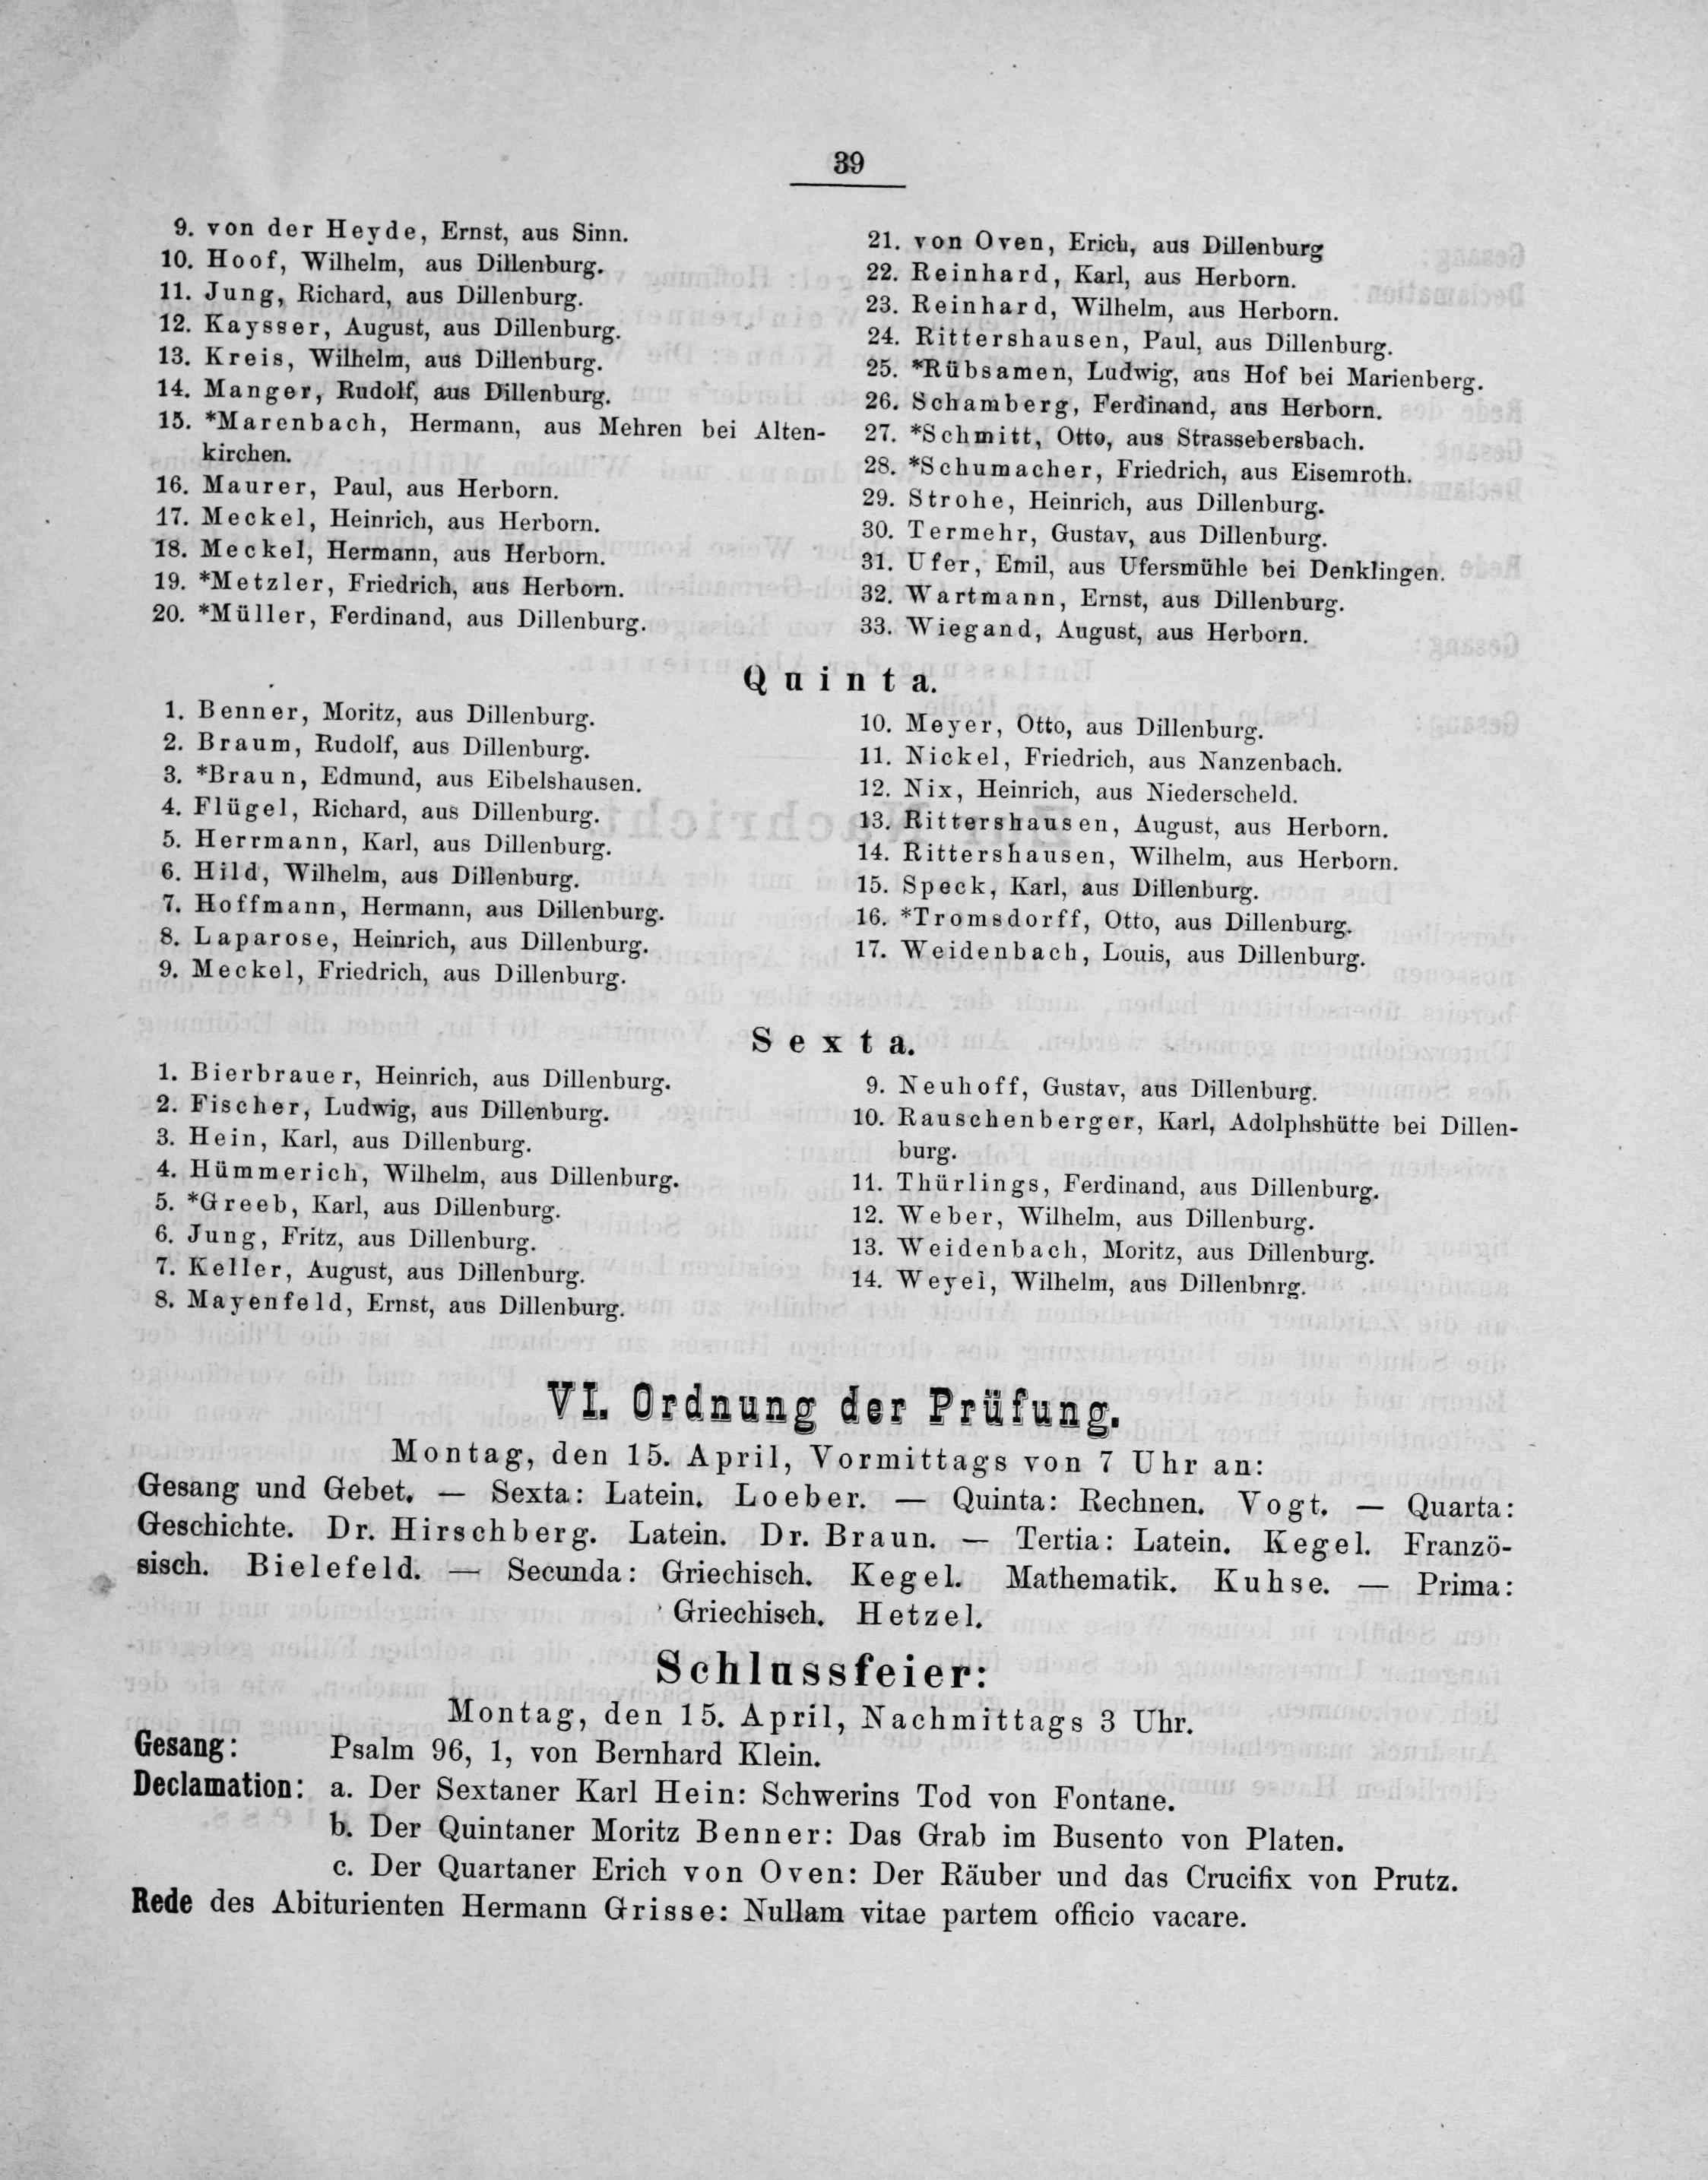 39
9. von der Heyde, Ernst, aus Sinn.
10. Hoof, Wilhelm, aus Dillenburg.
11. Jung, Richard, aus Dillenburg.
12. Kaysser, August, aus Dillenburg.
13. Kreis, Wilhelm, aus Dillenburg.
14. Manger, Rudolf, aus Dillenburg.
15. *Marenbach, Hermann, aus Mehren bei Alten-
kirchen.
16. Maurer, Paul, aus Herborn.
17. Meckel, Heinrich, aus Herborn.
18. Meckel, Hermann, aus Herborn.
19. *Metzler, Friedrich, aus Herborn.
20. *Müller, Ferdinand, aus Dillenburg.
21. von Oven, Erich, aus Dillenburg
22. Reinhard, Karl, aus Herborn.
23. Reinhard, Wilhelm, aus Herborn.
24. Rittershausen, Paul, aus Dillenburg.
25. *Rübsamen, Ludwig, aus Hof bei Marienberg.
26. Schamberg, Ferdinand, aus Herborn.
27. *Schmitt, Otto, aus Strassebersbach.
28. *Schumacher, Friedrich, aus Eisemroth.
29. Strohe, Heinrich, aus Dillenburg.
30. Termehr, Gustav, aus Dillenburg.
31. Ufer, Emil, aus Ufersmühle bei Denklingen.
32. Wartmann, Ernst, aus Dillenburg.
33. Wiegand, August, aus Herborn.
Quinta.
1. Benner, Moritz, aus Dillenburg.
2. Braum, Rudolf, aus Dillenburg.
3. *Braun, Edmund, aus Eibelshausen.
4. Flügel, Richard, aus Dillenburg.
5. Herrmann, Karl, aus Dillenburg.
6. Hild, Wilhelm, aus Dillenburg.
7. Hoffmann, Hermann, aus Dillenburg.
8. Laparose, Heinrich, aus Dillenburg.
9. Meckel, Friedrich, aus Dillenburg.
10. Meyer, Otto, aus Dillenburg.
11. Nickel, Friedrich, aus Nanzenbach.
12. Nix, Heinrich, aus Niederscheld.
13. Rittershausen, August, aus Herborn.
14. Rittershausen, Wilhelm, aus Herborn.
15. Speck, Karl, aus Dillenburg.
16. *Tromsdorff, Otto, aus Dillenburg.
17. Weidenbach, Louis, aus Dillenburg.
Sexta.
1. Bierbrauer, Heinrich, aus Dillenburg.
2. Fischer, Ludwig, aus Dillenburg.
3. Hein, Karl, aus Dillenburg.
4. Hümmerich, Wilhelm, aus Dillenburg.
5. *Greeb, Karl, aus Dillenburg.
6. Jung, Fritz, aus Dillenburg.
7. Keller, August, aus Dillenburg.
8. Mayenfeld, Ernst, aus Dillenburg.
9. Neuhoff, Gustav, aus Dillenburg.
10. Rauschenberger, Karl, Adolphshütte bei Dillen-
burg.
11. Thürlings, Ferdinand, aus Dillenburg.
12. Weber, Wilhelm, aus Dillenburg.
13. Weidenbach, Moritz, aus Dillenburg.
14. Weyel, Wilhelm, aus Dillenbnrg.
VI. Ordnung der Prüfung.
Montag, den 15. April, Vormittags von 7 Uhr an:
Gesang und Gebet. — Sexta: Latein. Loeber. — Quinta: Rechnen. Vogt. — Quarta:
Geschichte. Dr. Hirschberg. Latein. Dr. Braun. — Tertia: Latein. Kegel. Franzö-
sisch. Bielefeld. — Secunda: Griechisch. Kegel. Mathematik. Kuhse. — Prima:
Griechisch. Hetzel.
Schlussfeier:
Montag, den 15. April, Nachmittags 3 Uhr.
Gesang: Psalm 96, 1, von Bernhard Klein.
Declamation: a. Der Sextaner Karl Hein: Schwerins Tod von Fontane.
b. Der Quintaner Moritz Benner: Das Grab im Busento von Platen.
c. Der Quartaner Erich von Oven: Der Räuber und das Crucifix von Prutz.
Rede des Abiturienten Hermann Grisse: Nullam vitae partem officio vacare.